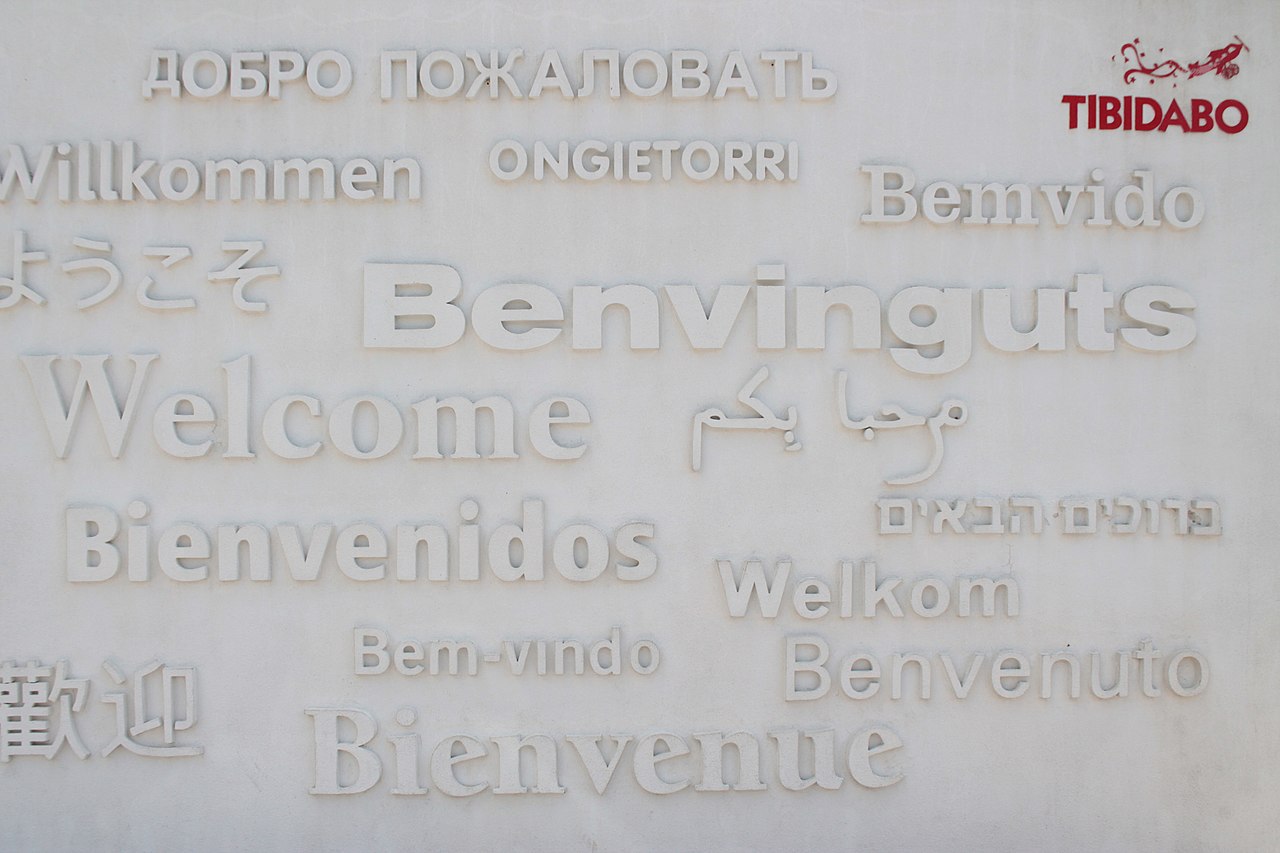 ДОБРО ПОЖАЛОВАТЬ
TIBIDABO
Willkommen
ONGIETORRI
Bemvido
ようこそ
Benvinguts
Welcome
مرحبا بكم
ברוכים הבאים
Bienvenidos
Welkom
Bem-vindo
Benvenuto
歡迎
Bienvenue